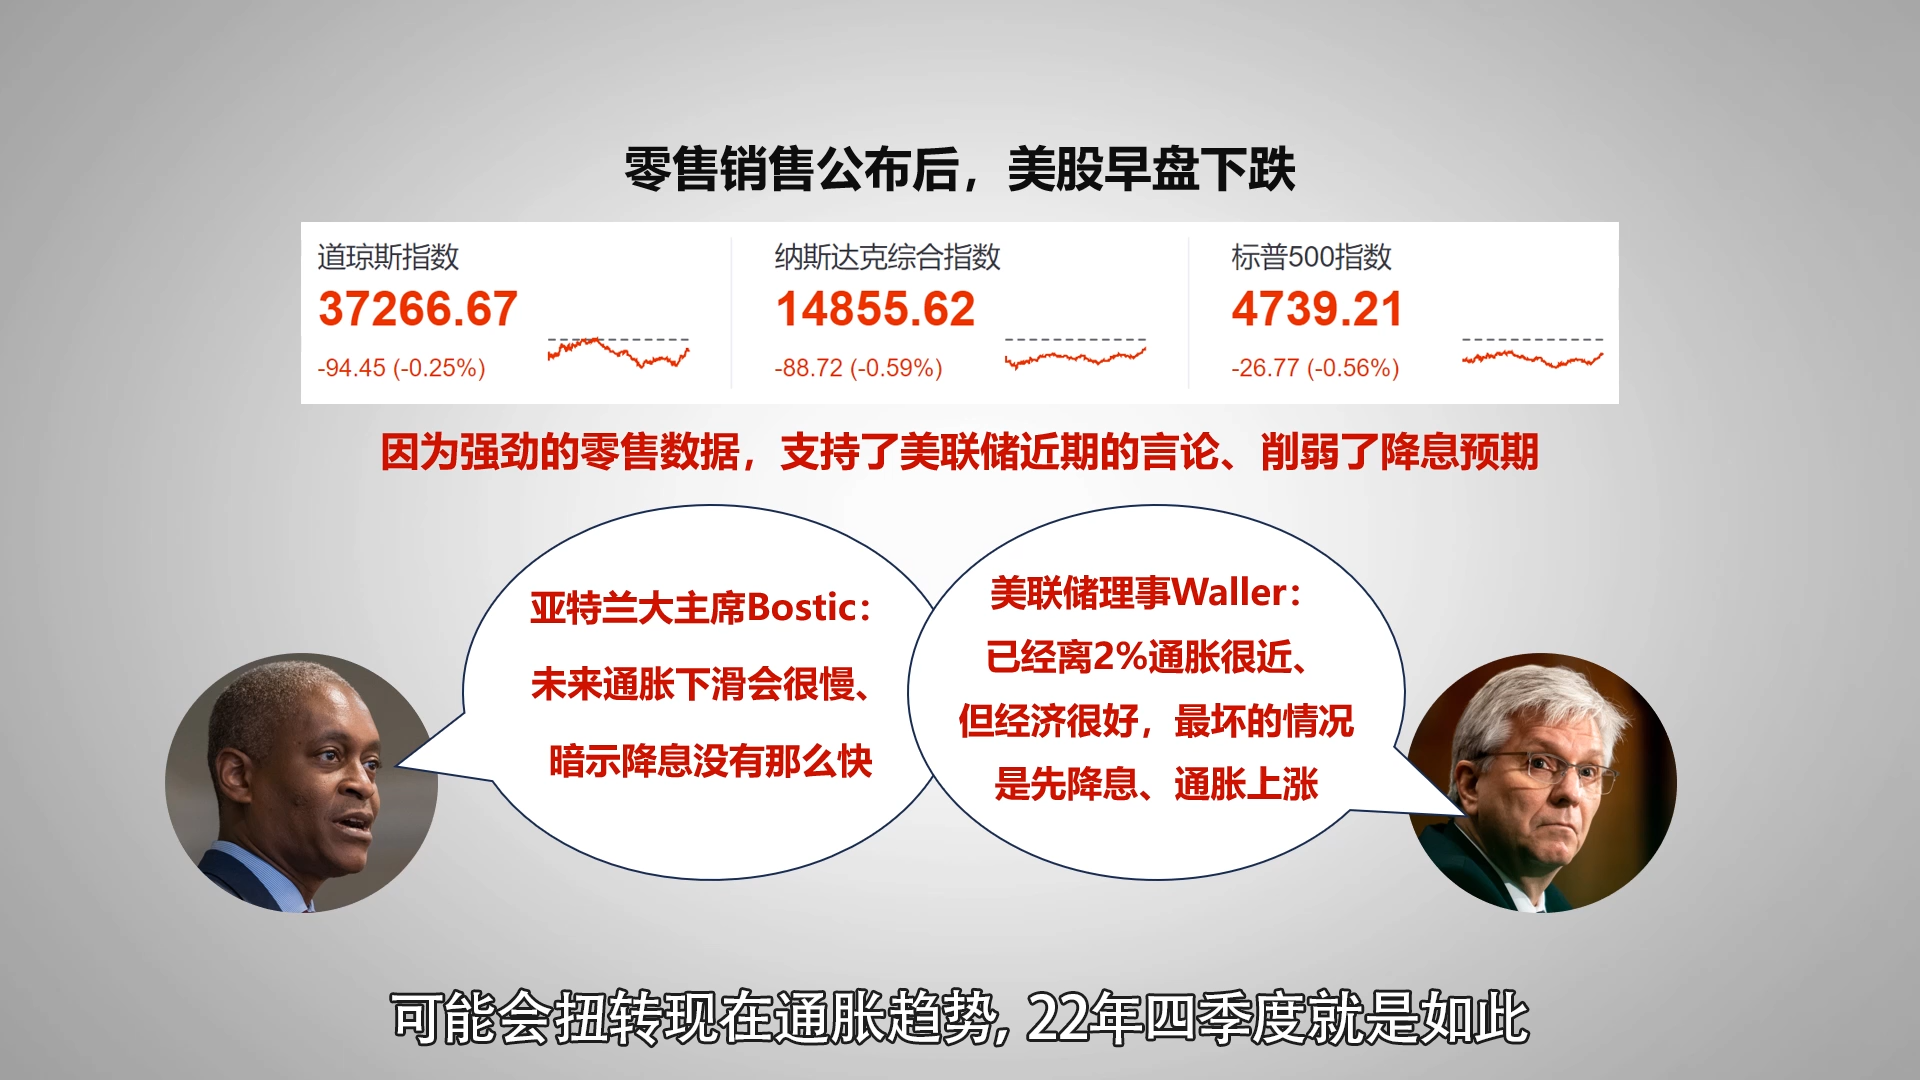 零售销售公布后，美股早盘下跌
道琼斯指数
37266.67
-94.45 (-0.25%)
纳斯达克综合指数
14855.62
-88.72 (-0.59%)
标普500指数
4739.21
-26.77 (-0.56%)
因为强劲的零售数据，支持了美联储近期的言论、削弱了降息预期
亚特兰大主席Bostic：
未来通胀下滑会很慢、
暗示降息没有那么快
美联储理事Waller：
已经离2%通胀很近、
但经济很好，最坏的情况
是先降息、通胀上涨
可能会扭转现在通胀趋势, 22年四季度就是如此